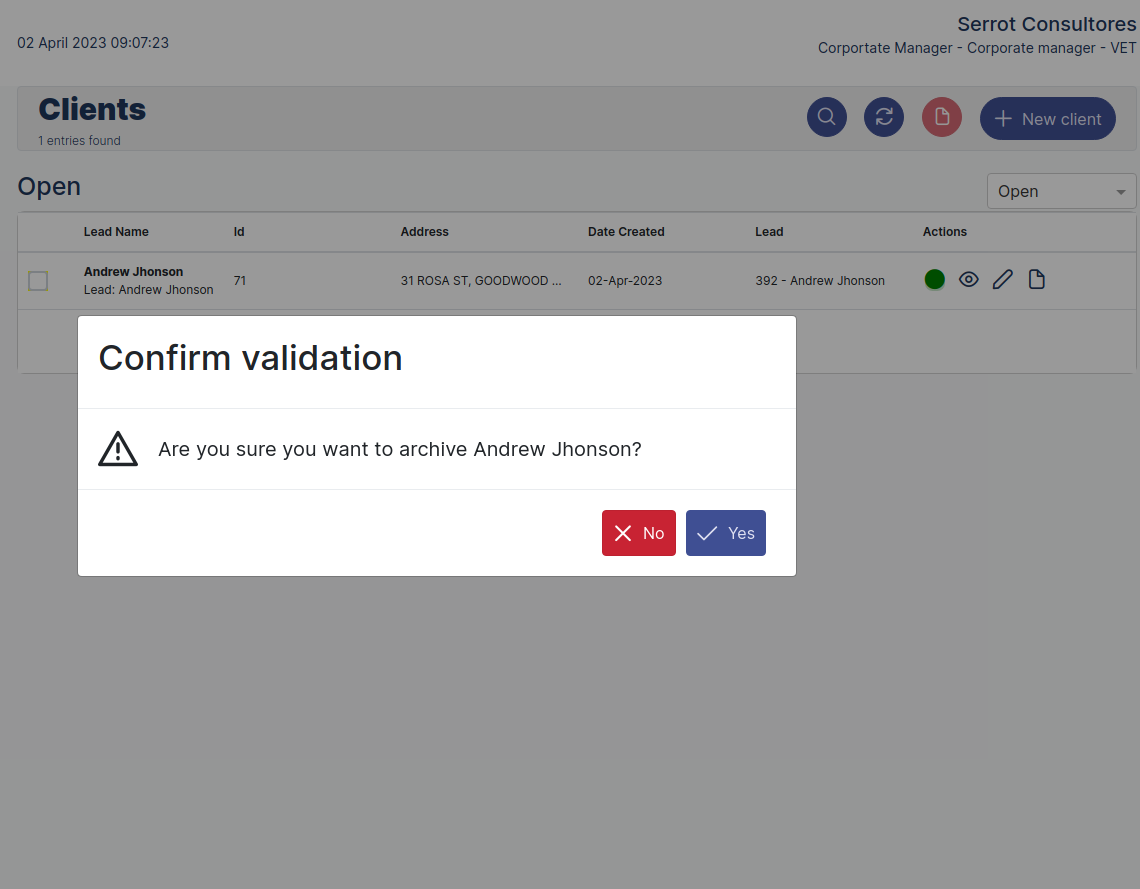 Serrot Consultores
02 April 2023 09:07:23
Corportate Manager - Corporate manager - VET
Clients
1 entries found
New client
Open
Open
Lead Name Id Address Date Created Lead Actions
Andrew Jhonson
Lead: Andrew Jhonson
71 31 ROSA ST, GOODWOOD ... 02-Apr-2023 392 - Andrew Jhonson
Confirm validation
Are you sure you want to archive Andrew Jhonson?
No Yes